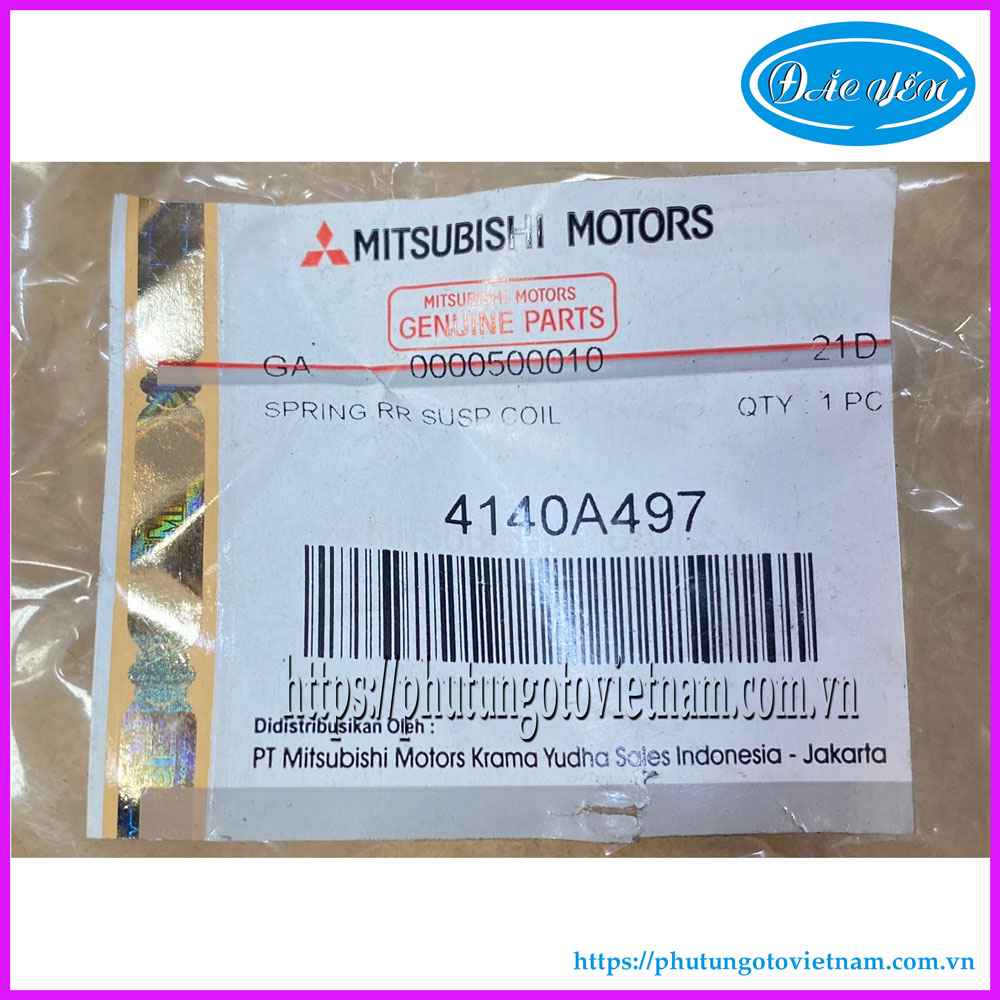 ĐẮC YẾN
MITSUBISHI MOTORS
MITSUBISHI MOTORS
GENUINE PARTS
GA 0000500010 21D
SPRING RR SUSP COIL QTY : 1 PC
4140A497
https://phutungotovietnam.com.vn
Didistribusikan Oleh :
PT Mitsubishi Motors Krama Yudha Sales Indonesia - Jakarta
https://phutungotovietnam.com.vn